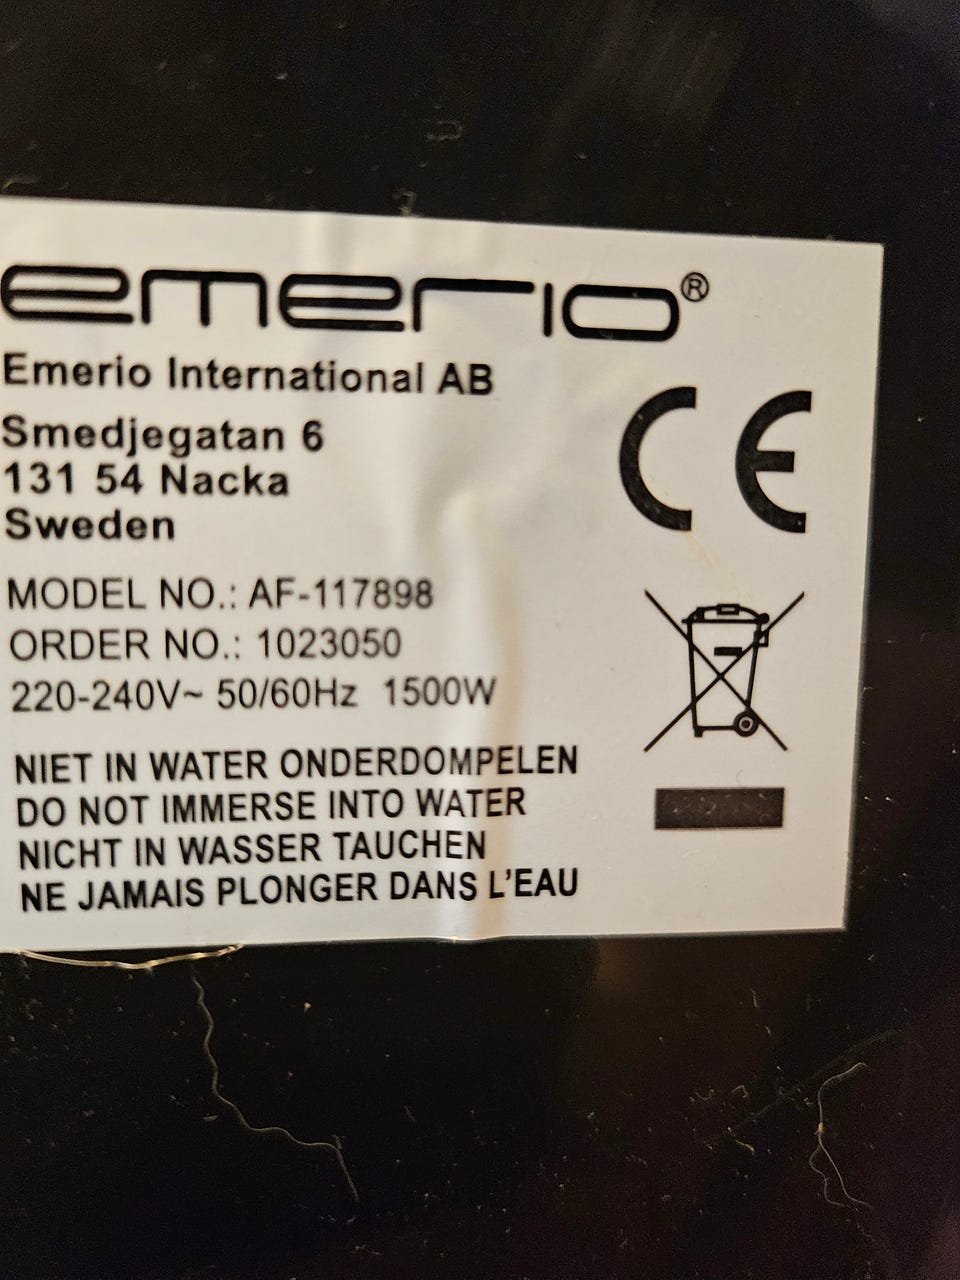 emerio®
Emerio International AB
Smedjegatan 6
131 54 Nacka
Sweden
MODEL NO.: AF-117898
ORDER NO.: 1023050
220-240V~ 50/60Hz 1500W
NIET IN WATER ONDERDOMPELEN
DO NOT IMMERSE INTO WATER
NICHT IN WASSER TAUCHEN
NE JAMAIS PLONGER DANS L'EAU
CE